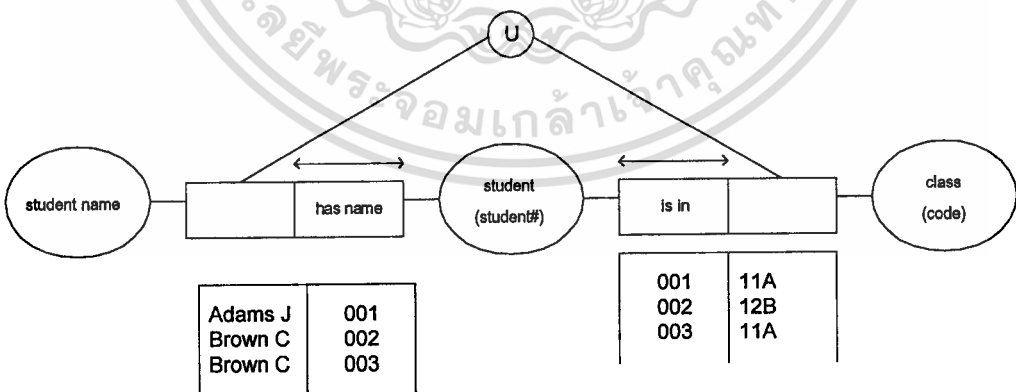 U
student name
has name
student
(student#)
is in
class
(code)
Adams J 001
Brown C 002
Brown C 003
001 11A
002 12B
003 11A